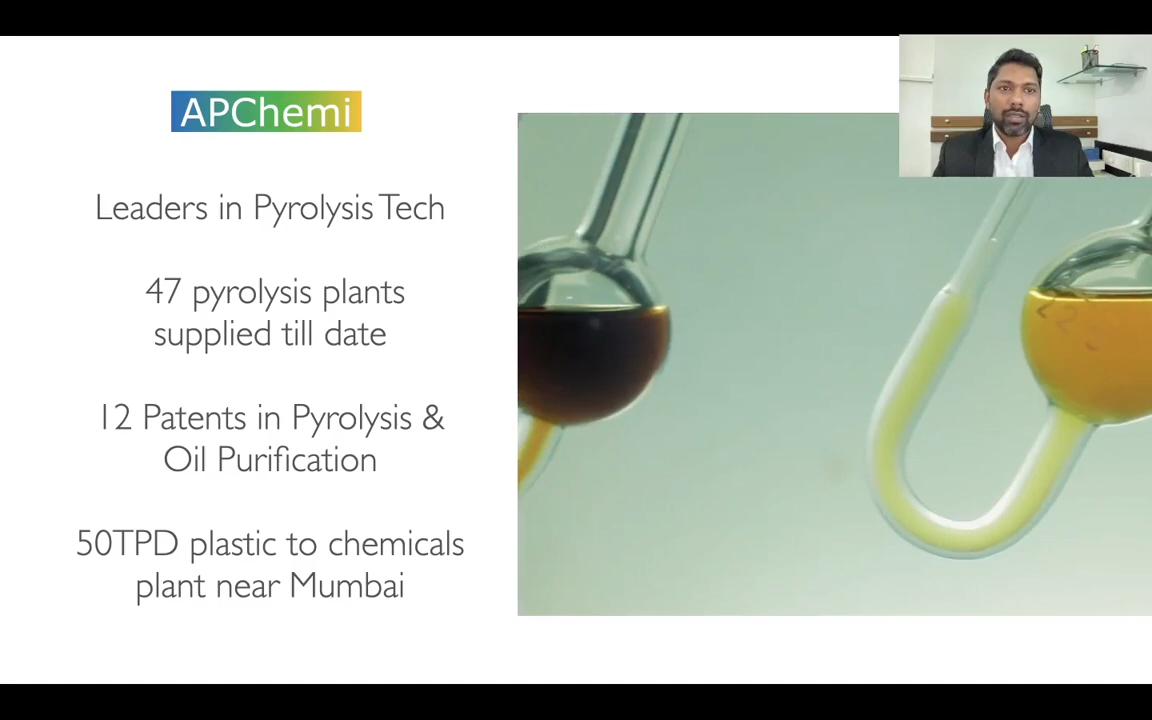 APChemi
Leaders in Pyrolysis Tech
47 pyrolysis plants
supplied till date
12 Patents in Pyrolysis &
Oil Purification
50TPD plastic to chemicals
plant near Mumbai